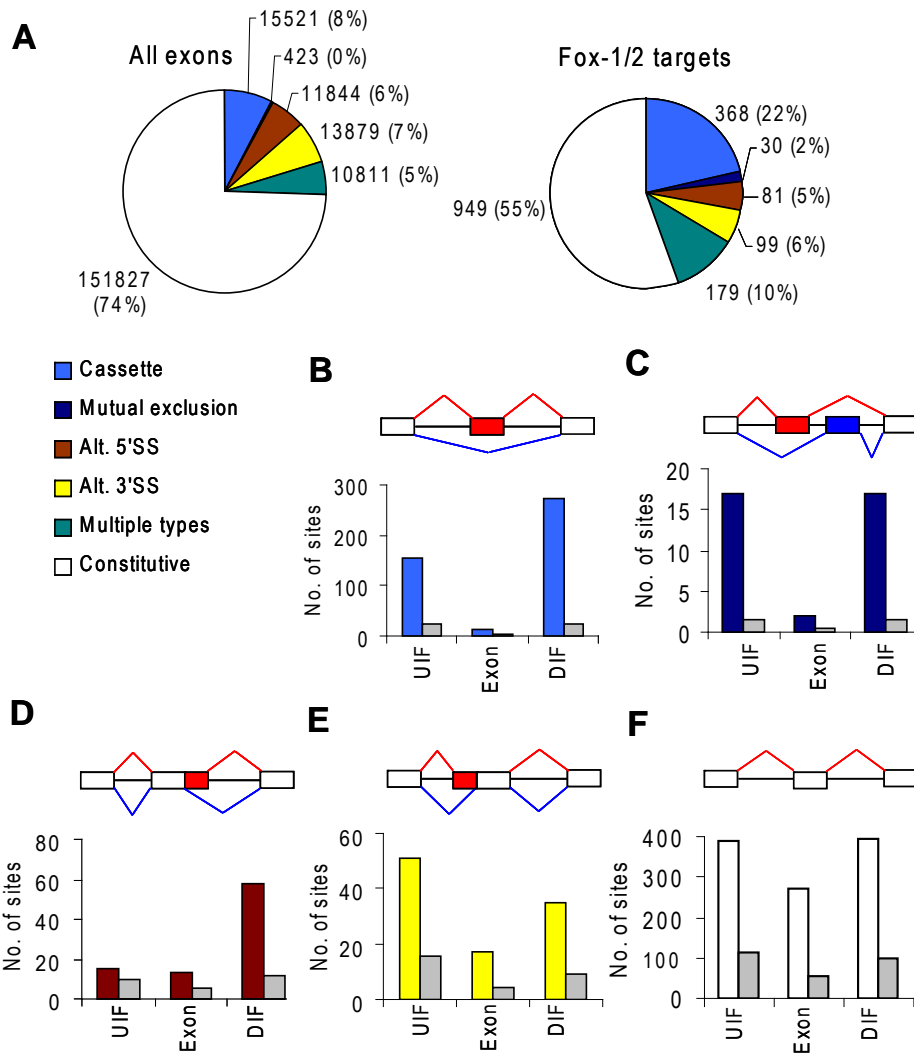 A
All exons
15521 (8%)
423 (0%)
11844 (6%)
13879 (7%)
10811 (5%)
151827
(74%)
Fox-1/2 targets
368 (22%)
30 (2%)
81 (5%)
99 (6%)
179 (10%)
949 (55%)
Cassette
Mutual exclusion
Alt. 5'SS
Alt. 3'SS
Multiple types
Constitutive
B
No. of sites
300
200
100
0
UIF
Exon
DIF
C
No. of sites
20
15
10
5
0
UIF
Exon
DIF
D
No. of sites
80
60
40
20
0
UIF
Exon
DIF
E
No. of sites
60
40
20
0
UIF
Exon
DIF
F
No. of sites
400
300
200
100
0
UIF
Exon
DIF